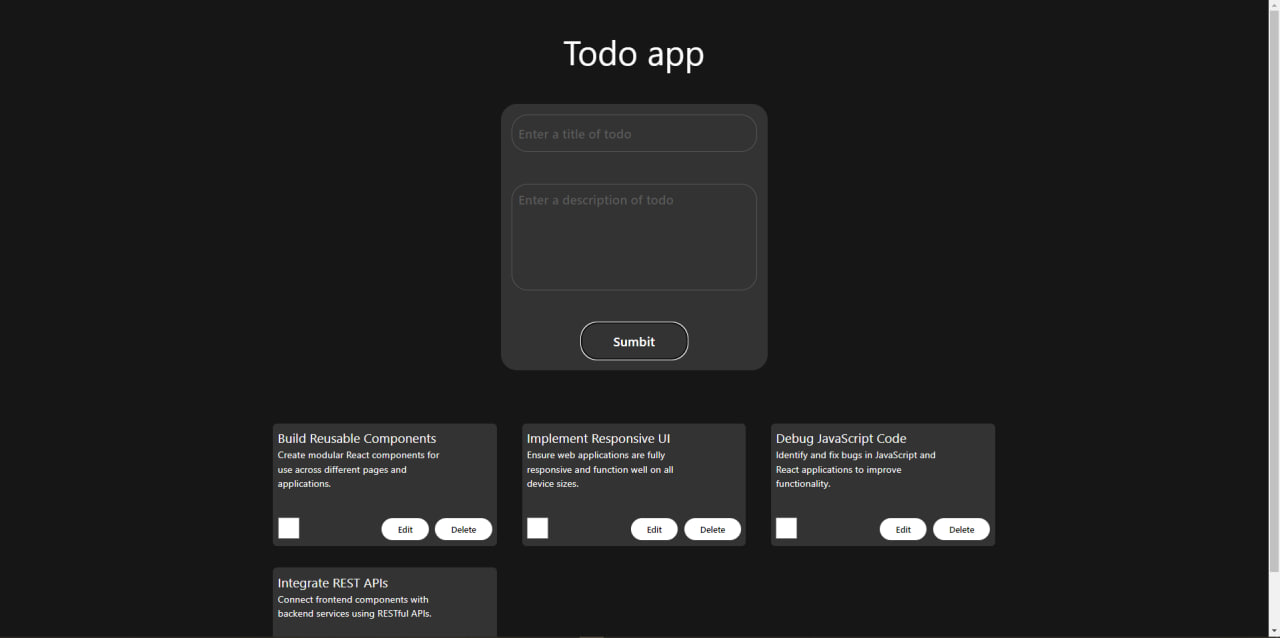 Todo app
Enter a title of todo
Enter a description of todo
Sumbit
Build Reusable Components
Create modular React components for
use across different pages and
applications.
Edit Delete
Implement Responsive UI
Ensure web applications are fully
responsive and function well on all
device sizes.
Edit Delete
Debug JavaScript Code
Identify and fix bugs in JavaScript and
React applications to improve
functionality.
Edit Delete
Integrate REST APIs
Connect frontend components with
backend services using RESTful APIs.